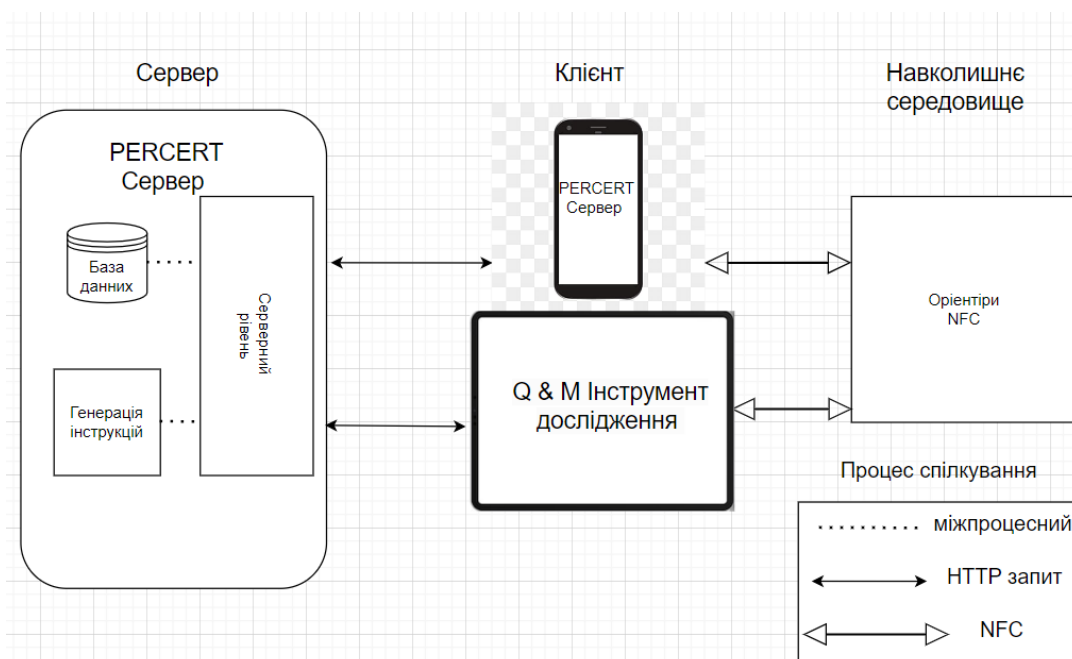 Сервер
Клієнт
Навколишнє
середовище
PERCERT
Сервер
База
данних
Серверний
рівень
Генерація
інструкцій
PERCERT
Сервер
Q & M Інструмент
дослідження
Оріентіри
NFC
Процес спілкування
міжпроцесний
HTTP запит
NFC